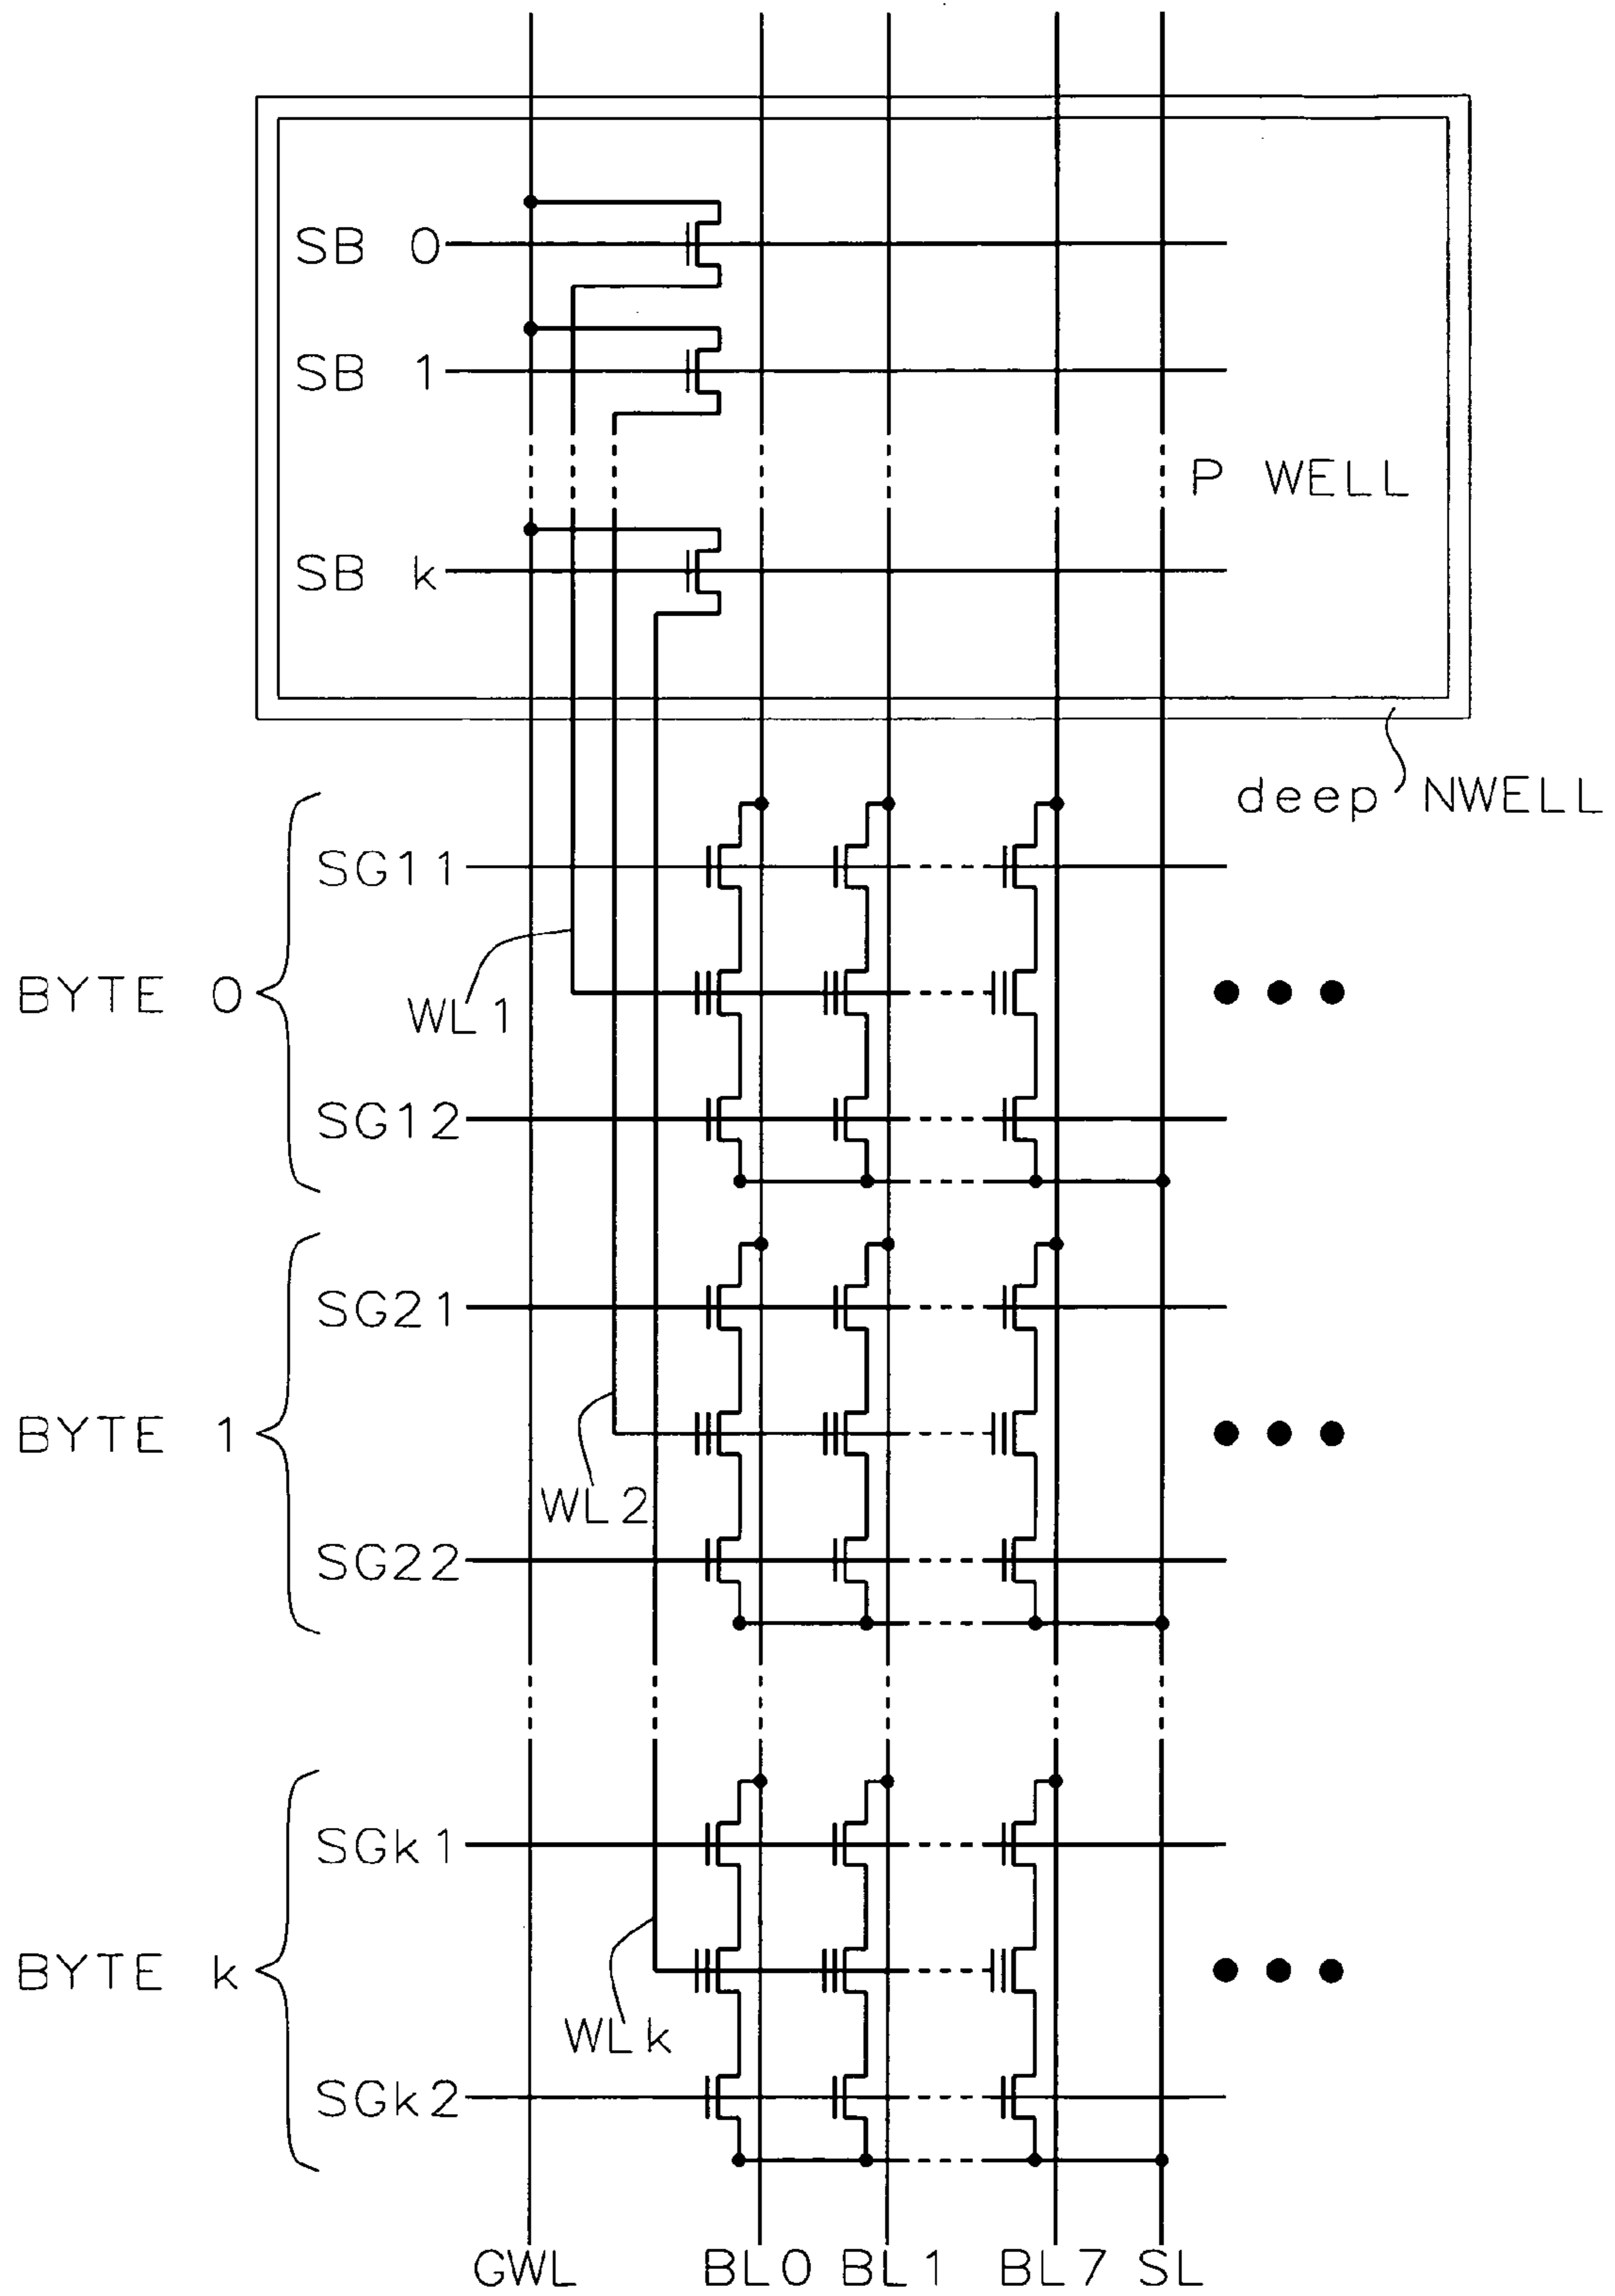 SB 0
SB 1
P WELL
SB k
deep NWELL
SG11
BYTE 0
WL1
SG12
SG21
BYTE 1
WL2
SG22
SGk1
BYTE k
WLk
SGk2
GWL BL0 BL1 BL7 SL